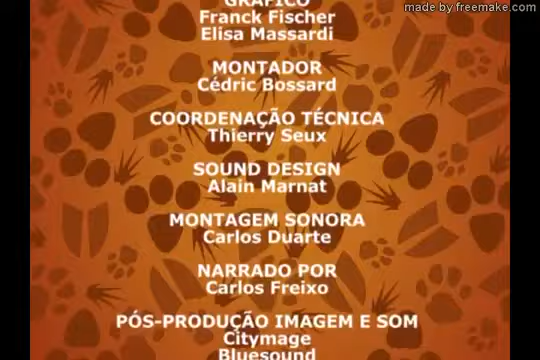 made by freemake.com
GRÁFICO
Franck Fischer
Elisa Massardi
MONTADOR
Cédric Bossard
COORDENAÇÃO TÉCNICA
Thierry Seux
SOUND DESIGN
Alain Marnat
MONTAGEM SONORA
Carlos Duarte
NARRADO POR
Carlos Freixo
PÓS-PRODUÇÃO IMAGEM E SOM
Citymage
Bluesound